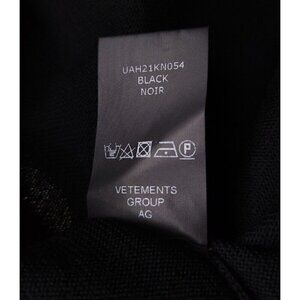 UAH21KN054
BLACK
NOIR
P
VETEMENTS
GROUP
AG